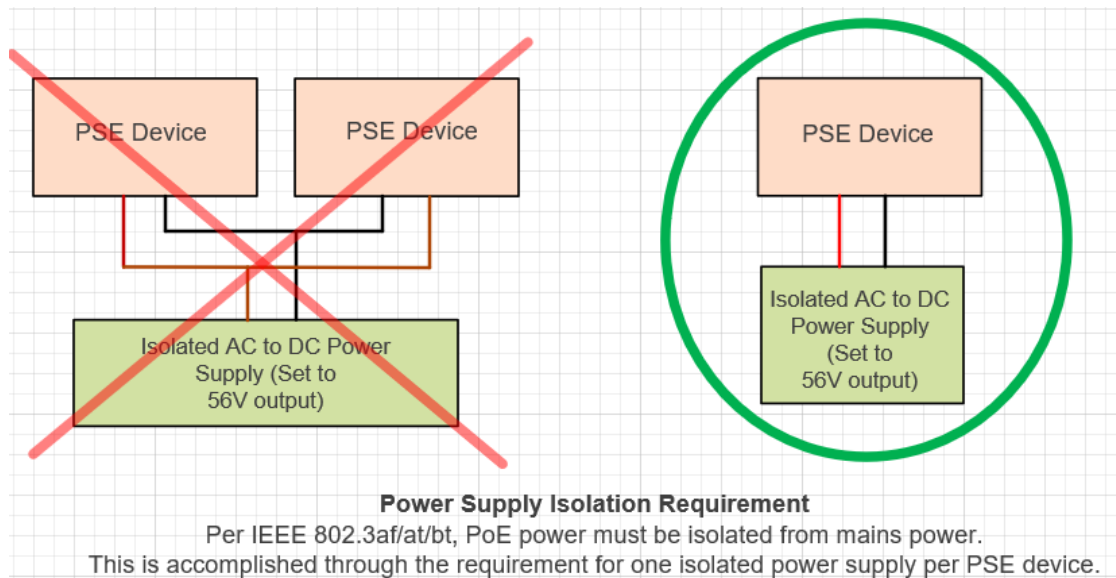 PSE Device
PSE Device
Isolated AC to DC Power
Supply (Set to
56V output)
PSE Device
Isolated AC to DC
Power Supply
(Set to
56V output)
Power Supply Isolation Requirement
Per IEEE 802.3af/at/bt, PoE power must be isolated from mains power.
This is accomplished through the requirement for one isolated power supply per PSE device.